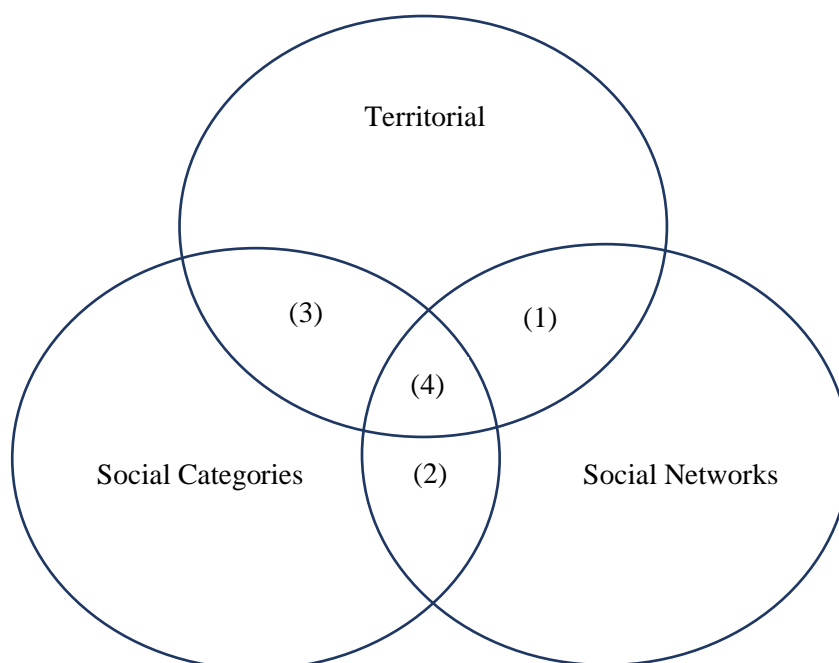 Territorial
(3)
(1)
(4)
Social Categories
(2)
Social Networks